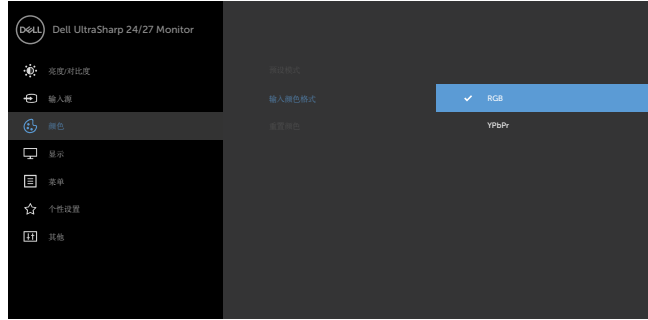 DELL
Dell UltraSharp 24/27 Monitor
亮度/对比度
预设模式
输入源
输入颜色格式
RGB
颜色
重置颜色
YPbPr
显示
菜单
个性设置
其他